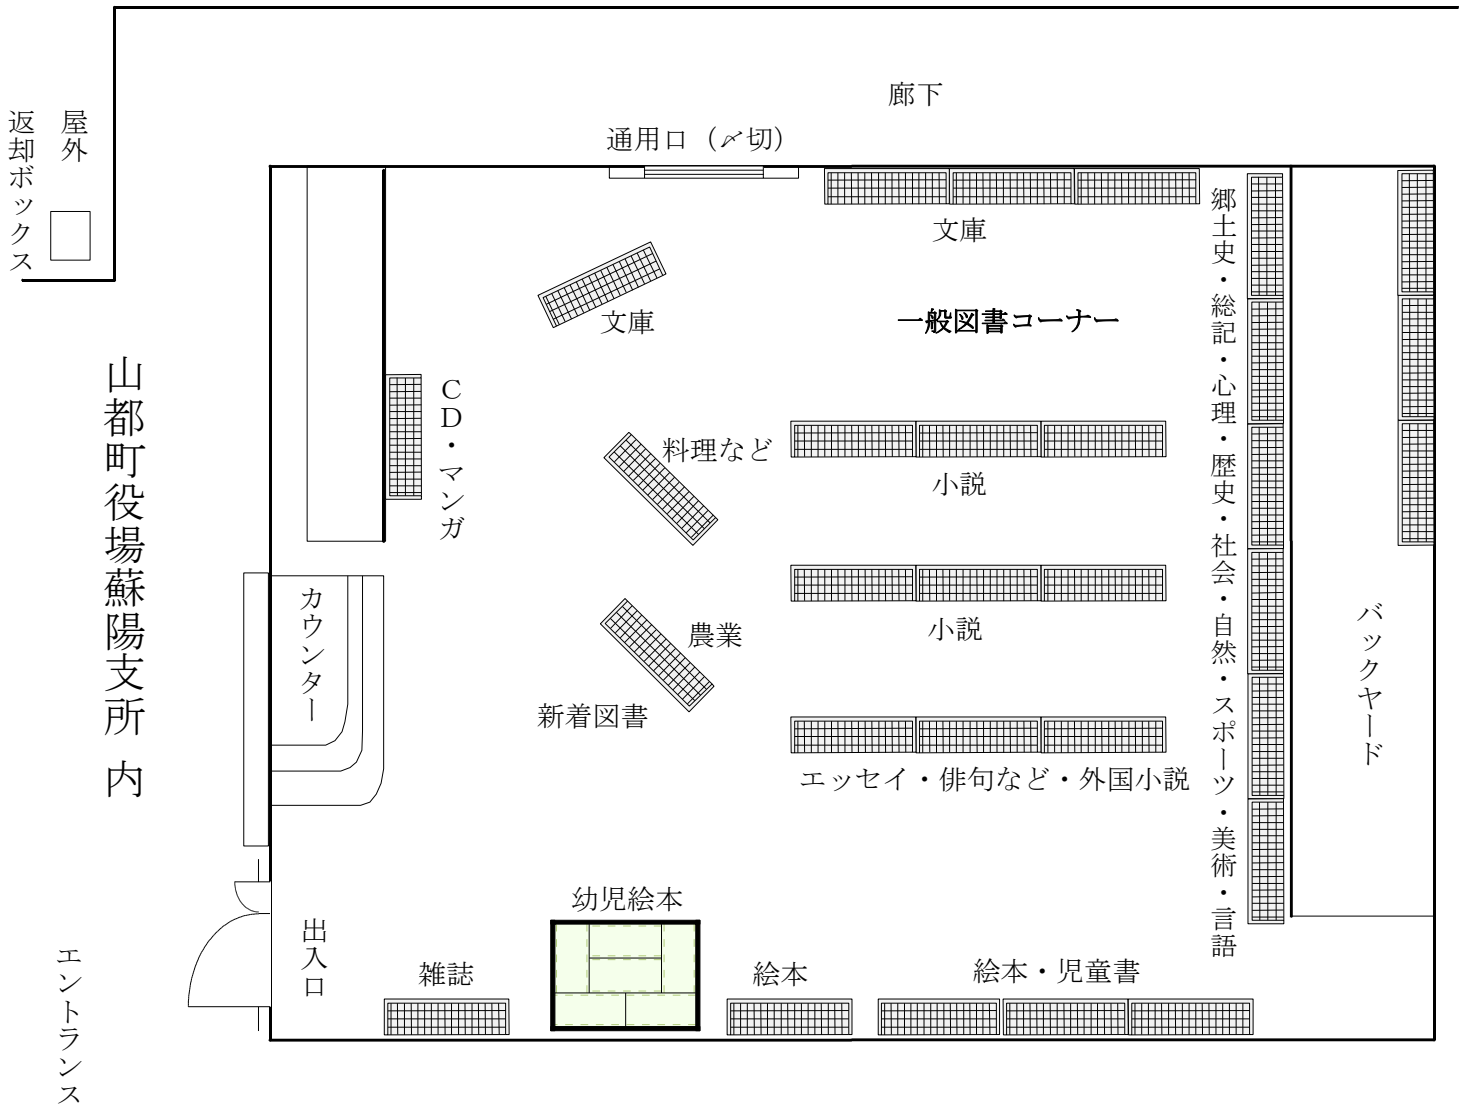 廊下
屋外
返却ボックス
通用口（〆切）
文庫
郷土史・総記・心理・歴史・社会・自然・スポーツ・美術・言語
文庫
一般図書コーナー
山都町役場蘇陽支所 内
ＣＤ・マンガ
料理など
小説
カウンター
農業
小説
バックヤード
新着図書
エッセイ・俳句など・外国小説
幼児絵本
出入口
エントランス
雑誌
絵本
絵本・児童書